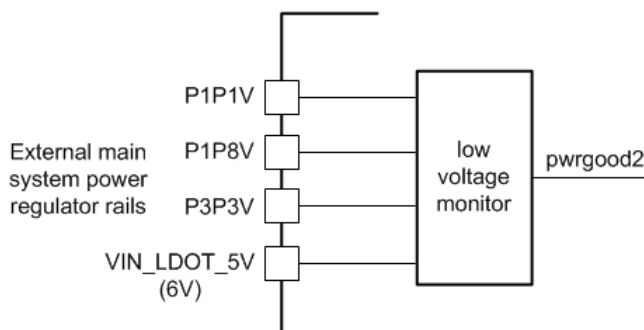 P1P1V
External main
system power
regulator rails
P1P8V
P3P3V
VIN_LDOT_5V
(6V)
low
voltage
monitor
pwrgood2